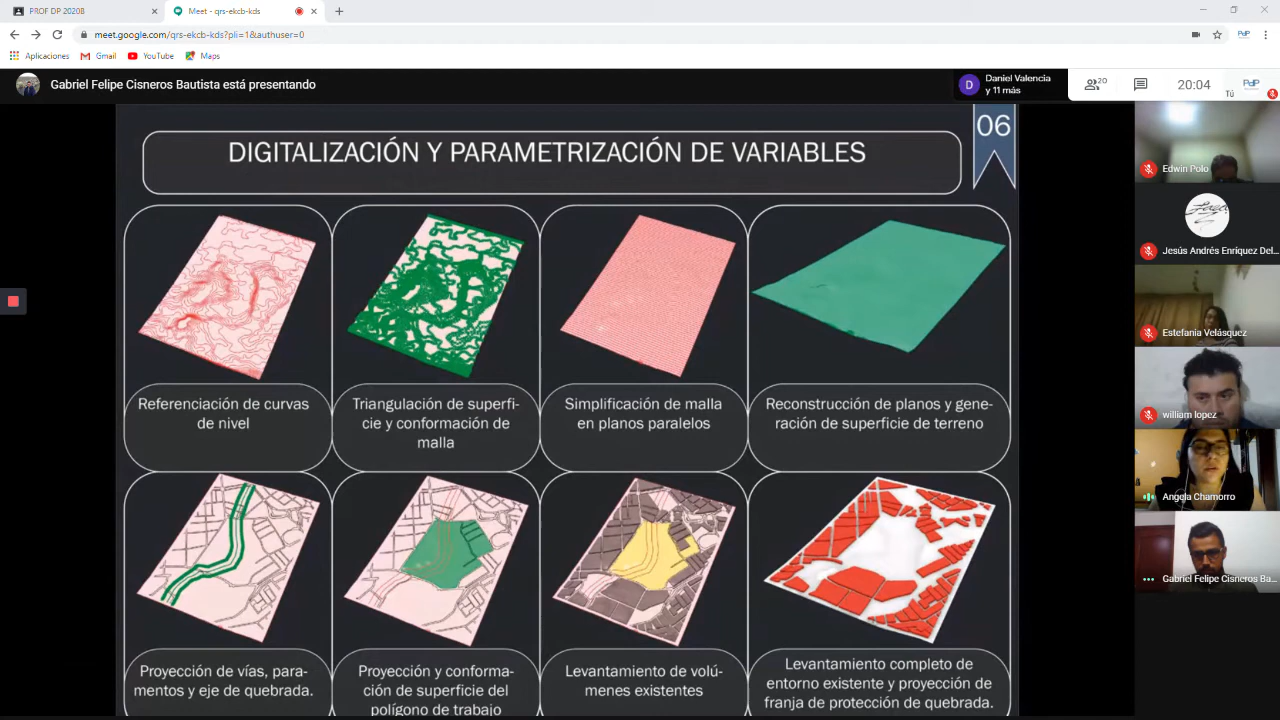 PROF DP 2020B
Meet - qrs-ekcb-kds
meet.google.com/qrs-ekcb-kds?pli=1&authuser=0
Aplicaciones
Gmail
YouTube
Maps
Gabriel Felipe Cisneros Bautista está presentando
D
Daniel Valencia
y 11 más
20
20:04
Tú
PdP
06
DIGITALIZACIÓN Y PARAMETRIZACIÓN DE VARIABLES
Referenciación de curvas
de nivel
Triangulación de superfi-
cie y conformación de
malla
Simplificación de malla
en planos paralelos
Reconstrucción de planos y gene-
ración de superficie de terreno
Proyección de vías, para-
mentos y eje de quebrada.
Proyección y conforma-
ción de superficie del
polígono de trabajo
Levantamiento de volú-
menes existentes
Levantamiento completo de
entorno existente y proyección de
franja de protección de quebrada.
Edwin Polo
Jesús Andrés Enríquez Del...
Estefania Velásquez
william lopez
Angela Chamorro
Gabriel Felipe Cisneros Ba...